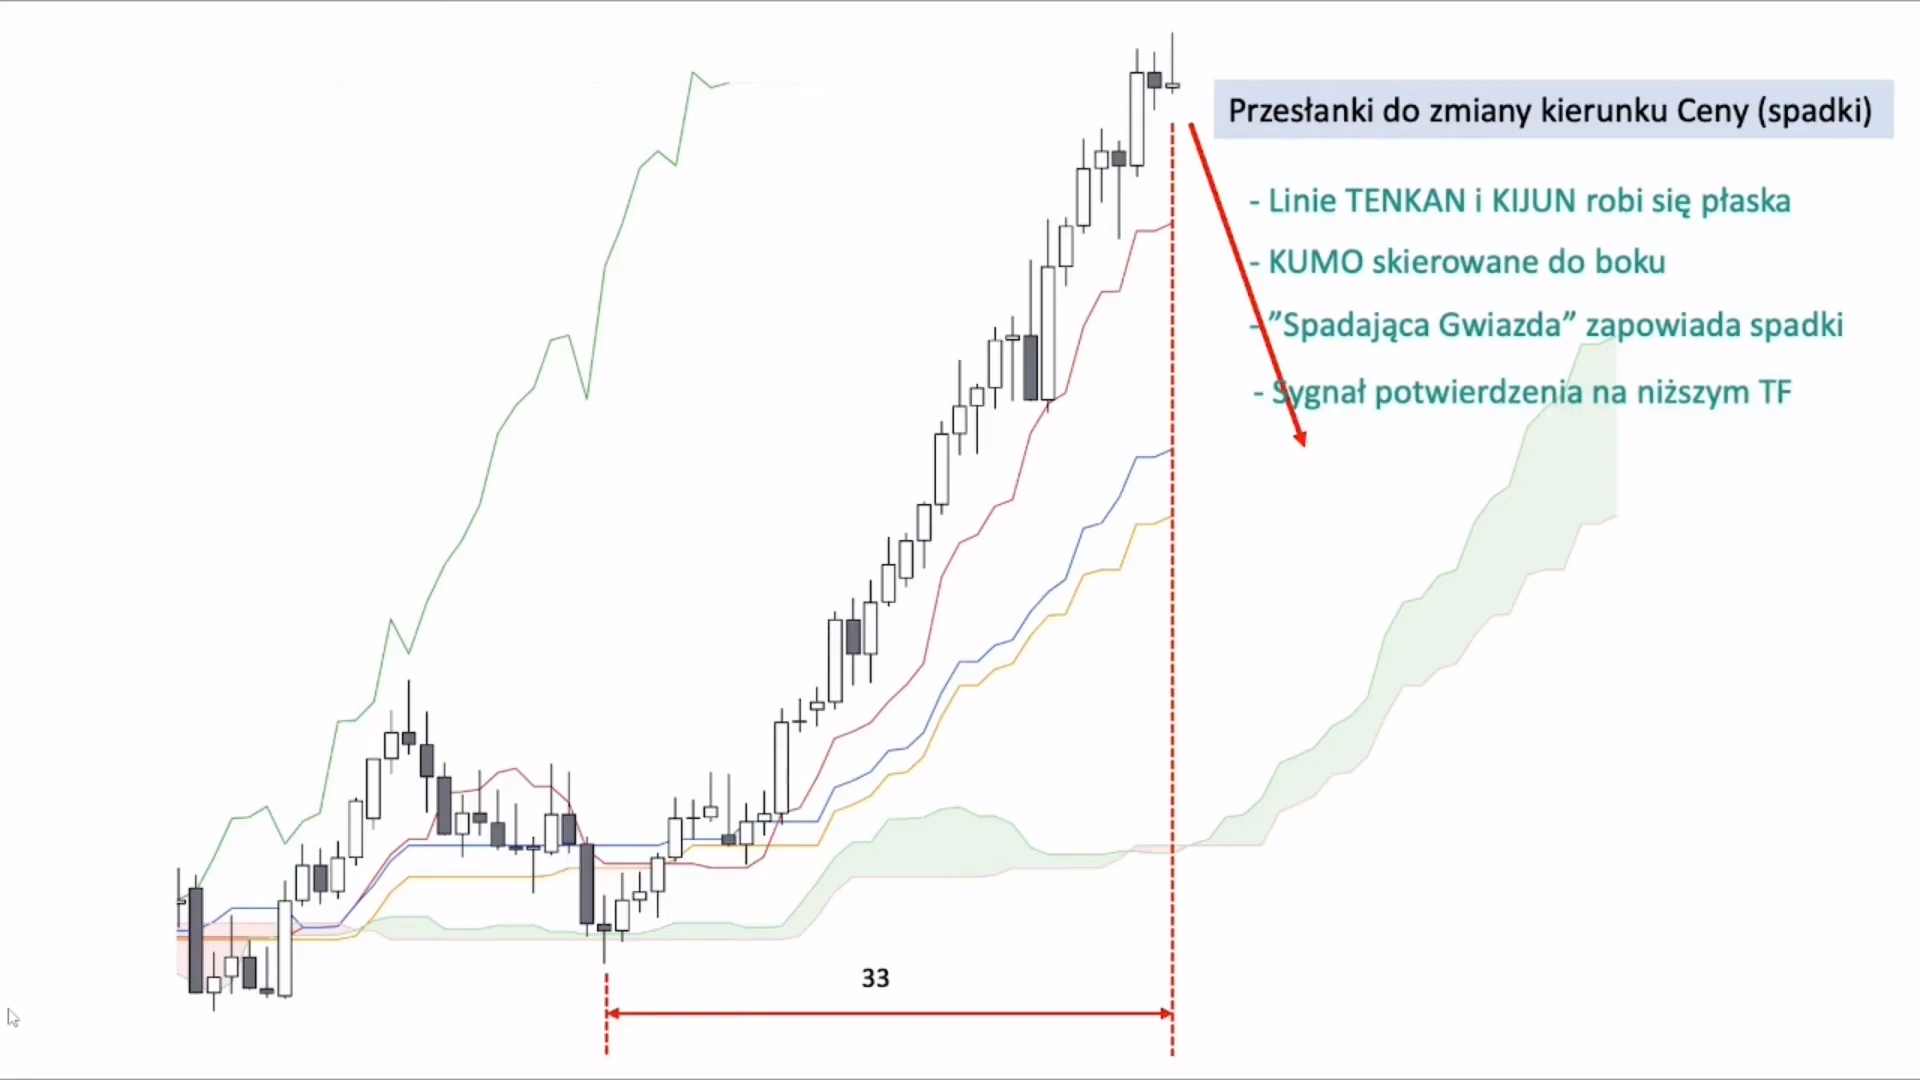 Przesłanki do zmiany kierunku Ceny (spadki)
- Linie TENKAN i KIJUN robi się płaska
- KUMO skierowane do boku
- ”Spadająca Gwiazda” zapowiada spadki
- Sygnał potwierdzenia na niższym TF
33